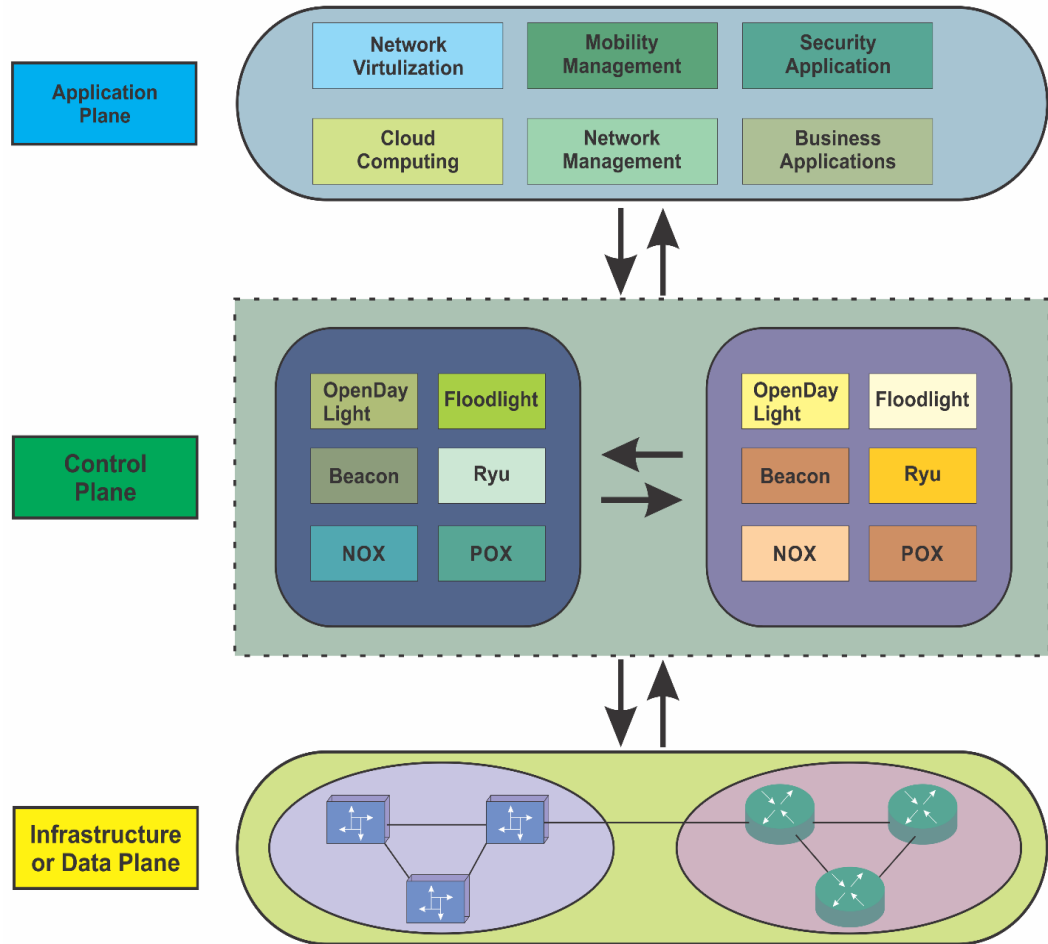 Application
Plane
Network
Virtulization
Mobility
Management
Security
Application
Cloud
Computing
Network
Management
Business
Applications
Control
Plane
OpenDay
Light
Floodlight
Beacon
Ryu
NOX
POX
OpenDay
Light
Floodlight
Beacon
Ryu
NOX
POX
Infrastructure
or Data Plane